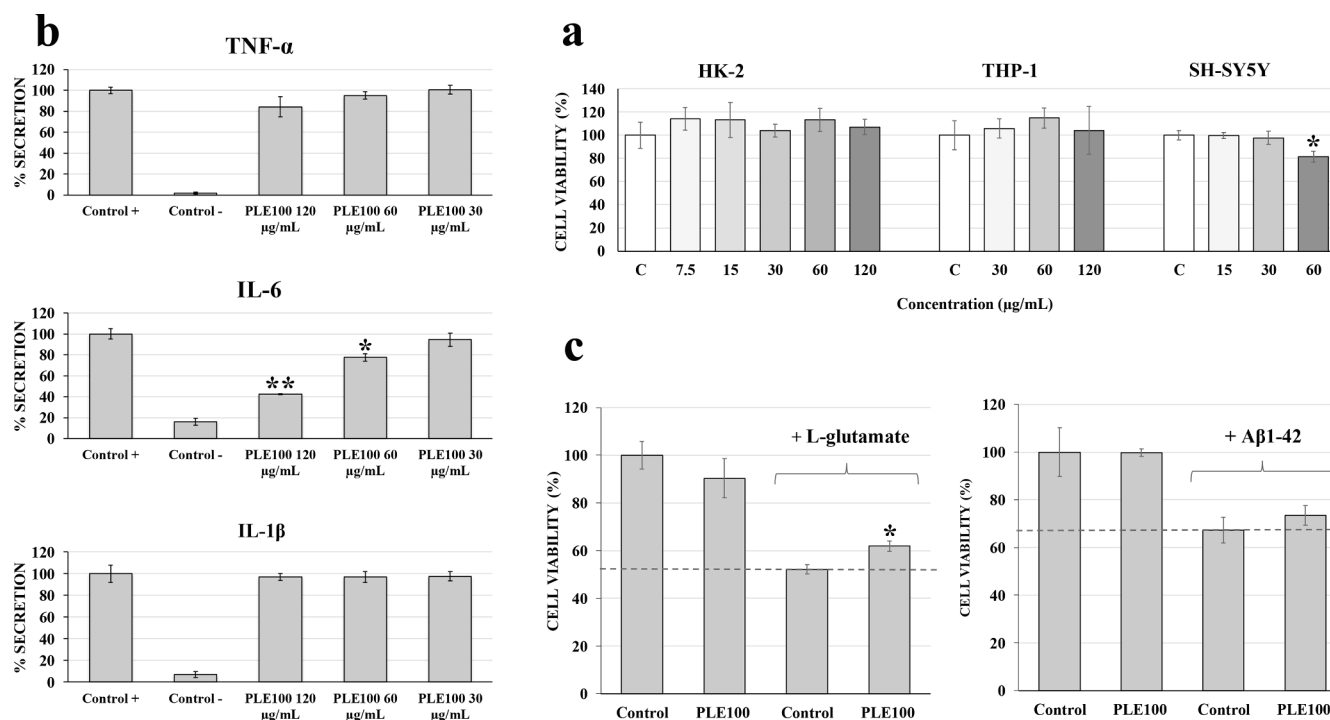 b
TNF-α
% SECRETION
120
100
80
60
40
20
0
Control +
Control -
PLE100 120
µg/mL
PLE100 60
µg/mL
PLE100 30
µg/mL
IL-6
% SECRETION
120
100
80
60
40
20
0
**
*
Control +
Control -
PLE100 120
µg/mL
PLE100 60
µg/mL
PLE100 30
µg/mL
IL-1β
% SECRETION
120
100
80
60
40
20
0
Control +
Control -
PLE100 120
µg/mL
PLE100 60
µg/mL
PLE100 30
µg/mL
a
HK-2
THP-1
SH-SY5Y
CELL VIABILITY (%)
140
120
100
80
60
40
20
0
*
C 7.5 15 30 60 120 C 30 60 120 C 15 30 60
Concentration (µg/mL)
c
+ L-glutamate
CELL VIABILITY (%)
120
100
80
60
40
20
0
*
Control PLE100 Control PLE100
+ Aβ1-42
CELL VIABILITY (%)
120
100
80
60
40
20
0
Control PLE100 Control PLE100